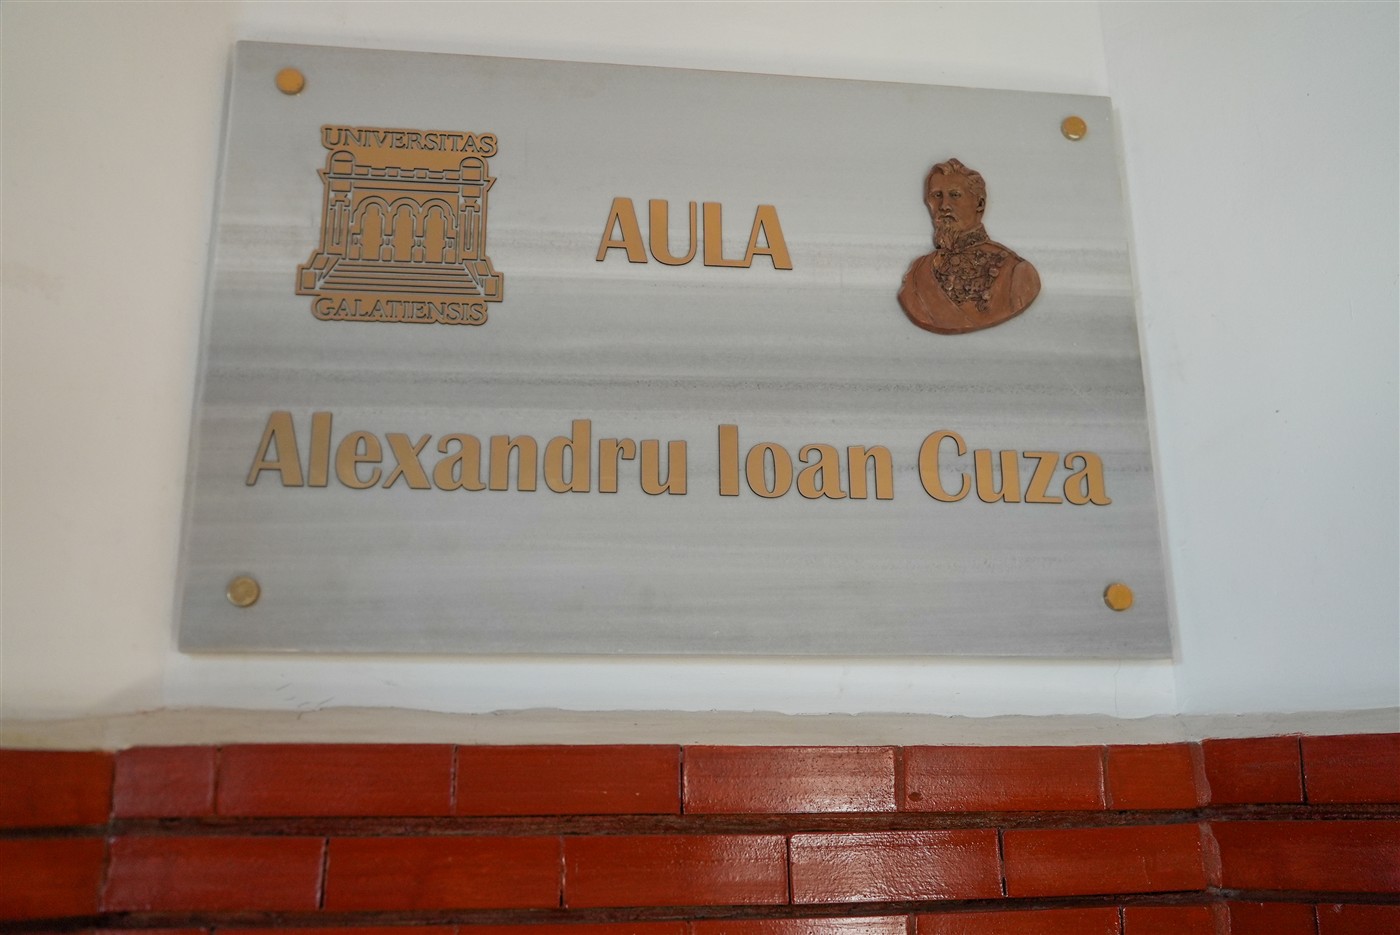 UNIVERSITAS
GALATIENSIS
AULA
Alexandru Ioan Cuza